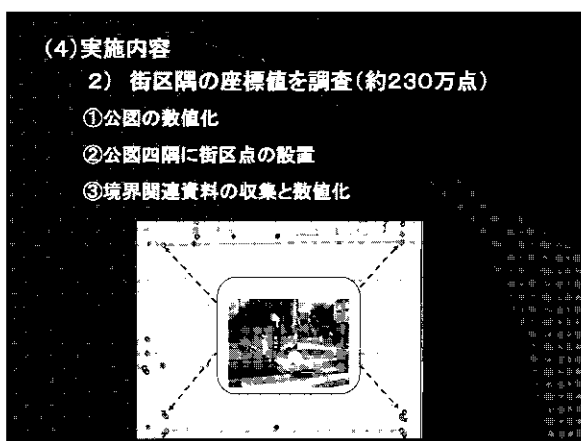 (4)実施内容
2) 街区隅の座標値を調査(約230万点)
①公図の数値化
②公図四隅に街区点の設置
③境界関連資料の収集と数値化